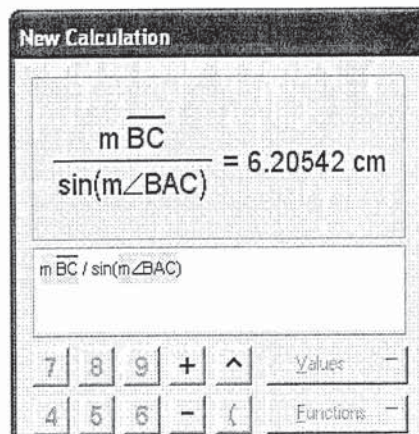 New Calculation
m BC
sin(m∠BAC)
= 6.20542 cm
m BC / sin(m∠BAC)
7 8 9 + ^ Values -
4 5 6 - ( Functions -